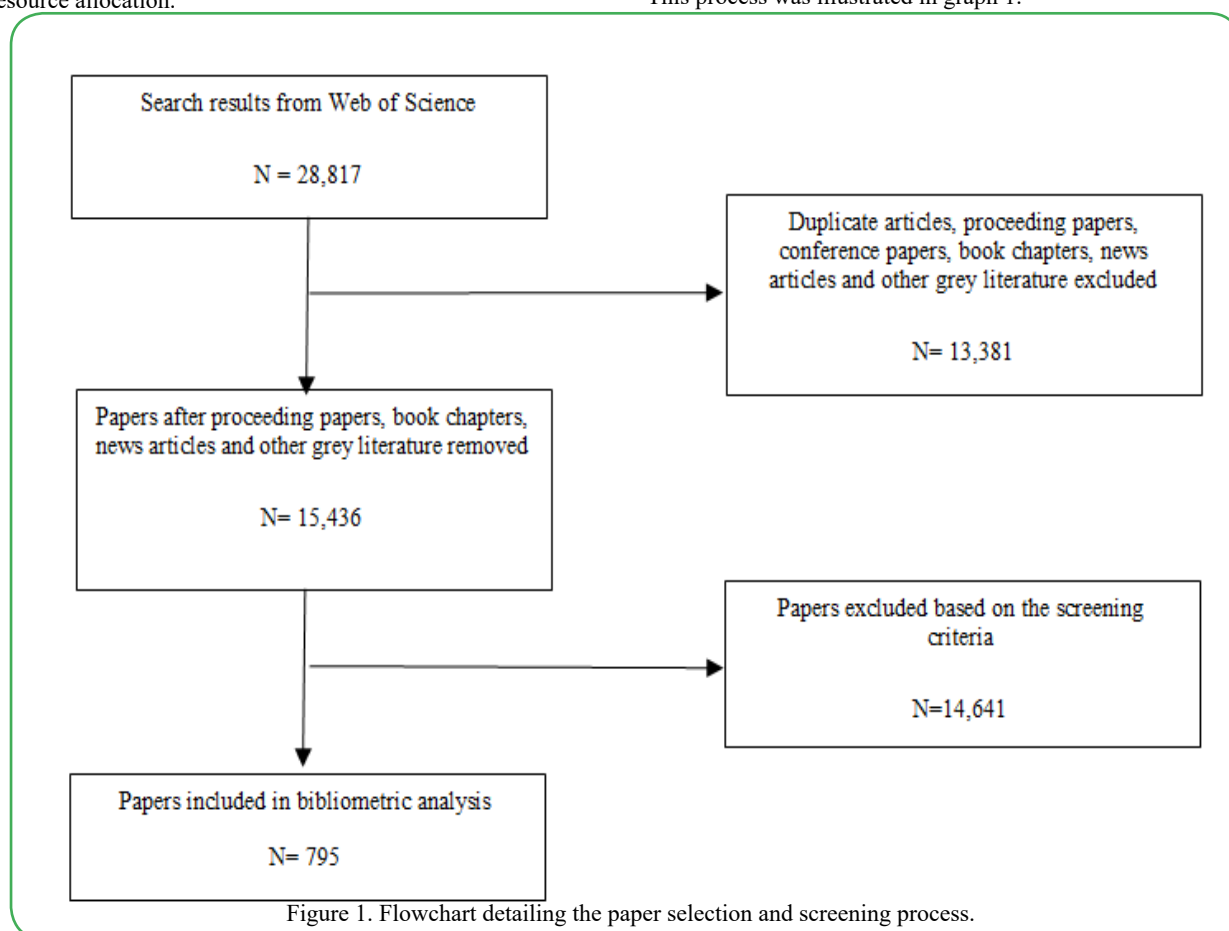 esource allocation.
This process was illustrated in graph 1.
Search results from Web of Science
N = 28,817
Duplicate articles, proceeding papers,
conference papers, book chapters, news
articles and other grey literature excluded
N= 13,381
Papers after proceeding papers, book chapters,
news articles and other grey literature removed
N= 15,436
Papers excluded based on the screening
criteria
N=14,641
Papers included in bibliometric analysis
N= 795
Figure 1. Flowchart detailing the paper selection and screening process.